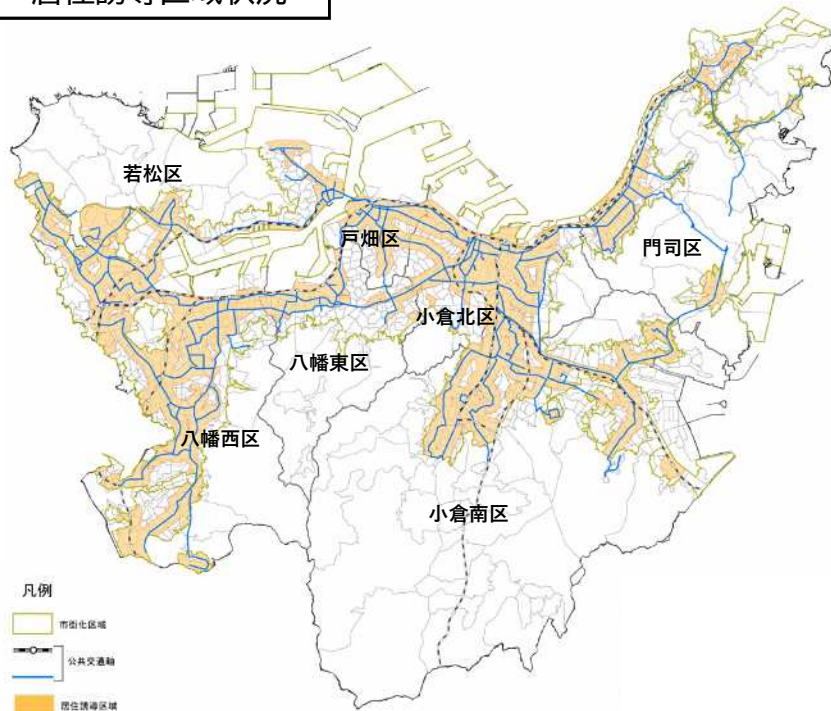 居住誘導区域状況
若松区
戸畑区
門司区
小倉北区
八幡東区
八幡西区
小倉南区
凡例
市街化区域
公共交通軸
居住誘導区域